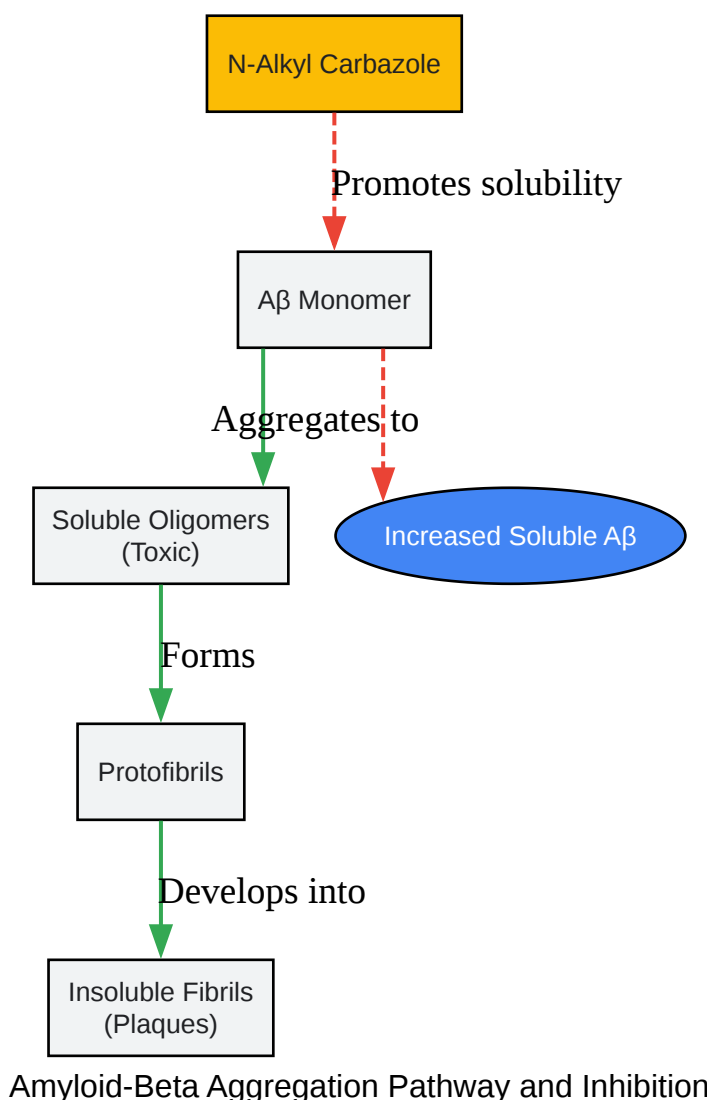 N-Alkyl Carbazole
Promotes solubility
Aβ Monomer
Aggregates to
Soluble Oligomers
(Toxic)
Increased Soluble Aβ
Forms
Protofibrils
Develops into
Insoluble Fibrils
(Plaques)
Amyloid-Beta Aggregation Pathway and Inhibition